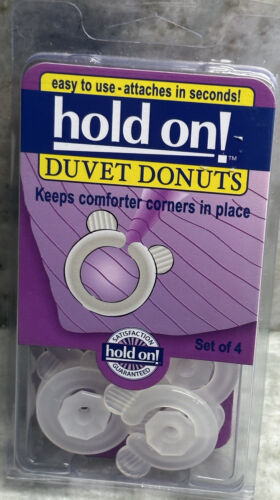 easy to use - attaches in seconds!
hold on!™
DUVET DONUTS
Keeps comforter corners in place
Set of 4
SATISFACTION
hold on!
GUARANTEED